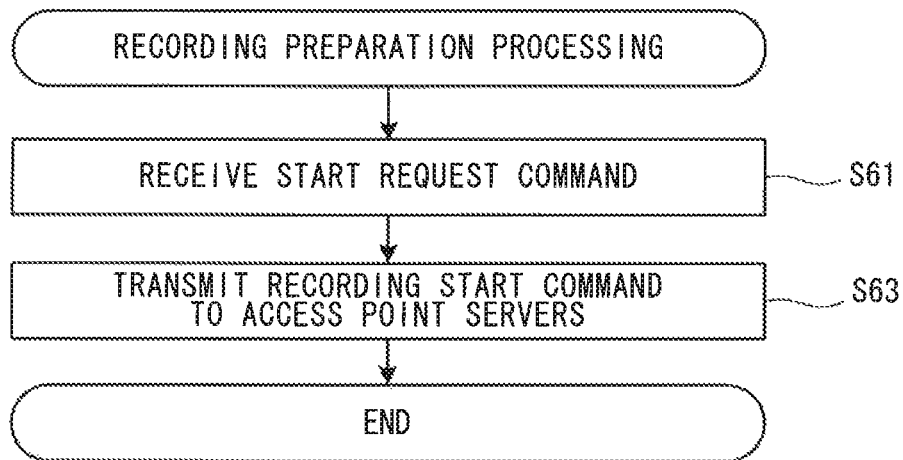 RECORDING PREPARATION PROCESSING
RECEIVE START REQUEST COMMAND
S61
TRANSMIT RECORDING START COMMAND
TO ACCESS POINT SERVERS
S63
END